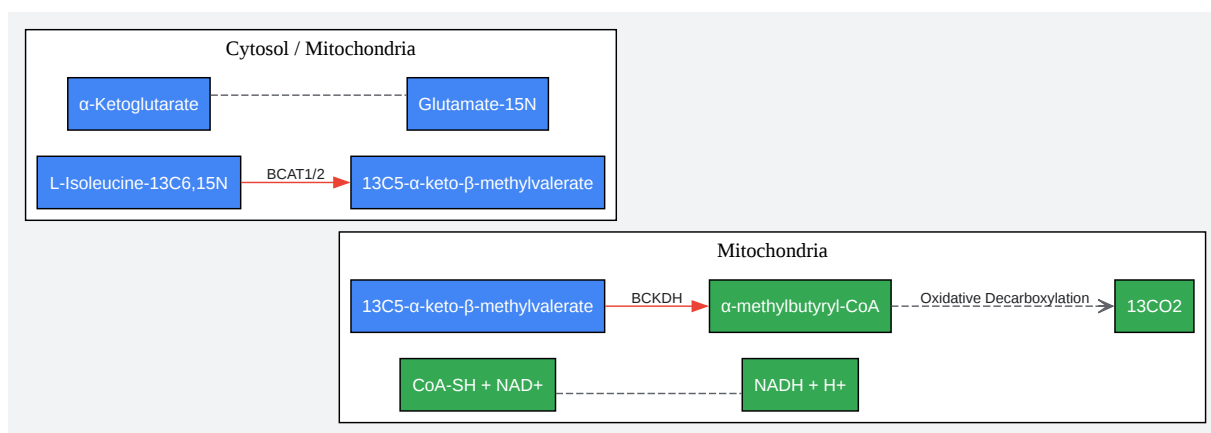 Cytosol / Mitochondria
α-Ketoglutarate
Glutamate-15N
L-Isoleucine-13C6,15N
BCAT1/2
13C5-α-keto-β-methylvalerate
Mitochondria
13C5-α-keto-β-methylvalerate
BCKDH
α-methylbutyryl-CoA
Oxidative Decarboxylation
13CO2
CoA-SH + NAD+
NADH + H+